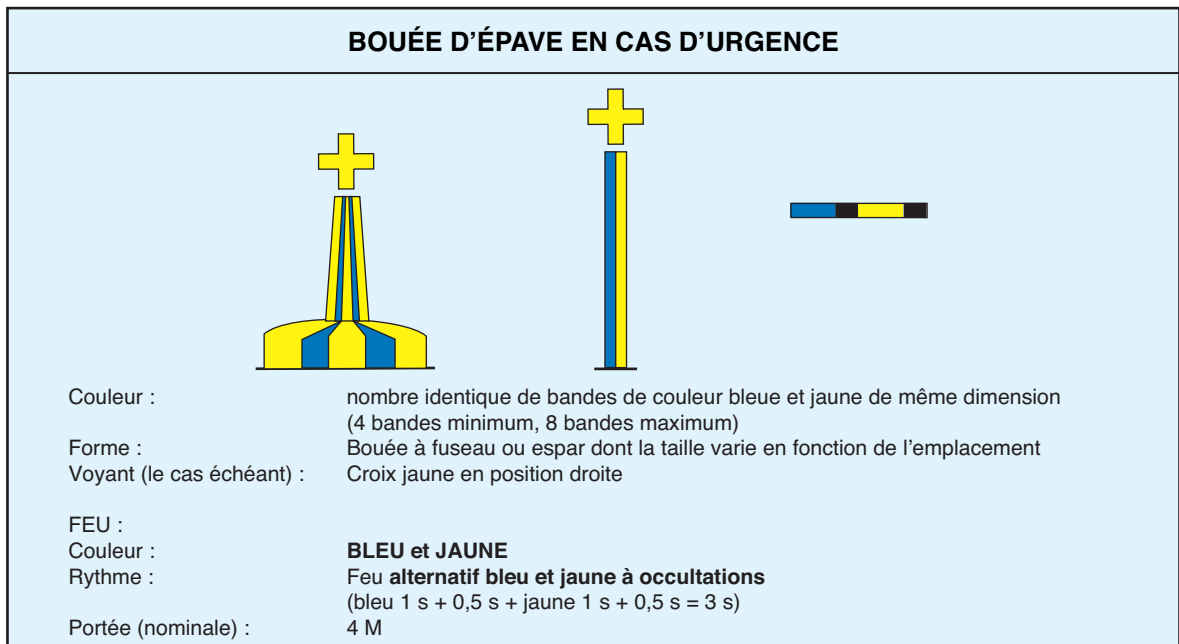 BOUÉE D'ÉPAVE EN CAS D'URGENCE
Couleur : nombre identique de bandes de couleur bleue et jaune de même dimension
(4 bandes minimum, 8 bandes maximum)
Forme : Bouée à fuseau ou espar dont la taille varie en fonction de l'emplacement
Voyant (le cas échéant) : Croix jaune en position droite
FEU :
Couleur : BLEU et JAUNE
Rythme : Feu alternatif bleu et jaune à occultations
(bleu 1 s + 0,5 s + jaune 1 s + 0,5 s = 3 s)
Portée (nominale) : 4 M